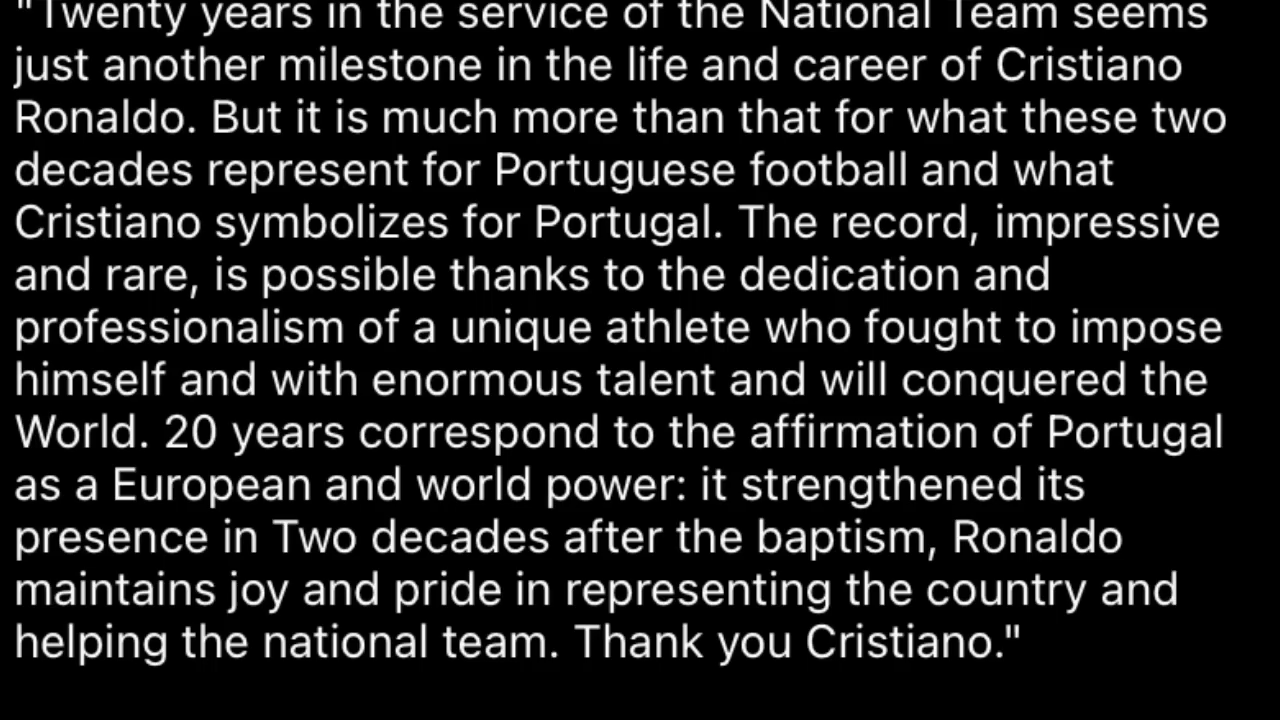 "Twenty years in the service of the National Team seems
just another milestone in the life and career of Cristiano
Ronaldo. But it is much more than that for what these two
decades represent for Portuguese football and what
Cristiano symbolizes for Portugal. The record, impressive
and rare, is possible thanks to the dedication and
professionalism of a unique athlete who fought to impose
himself and with enormous talent and will conquered the
World. 20 years correspond to the affirmation of Portugal
as a European and world power: it strengthened its
presence in Two decades after the baptism, Ronaldo
maintains joy and pride in representing the country and
helping the national team. Thank you Cristiano."